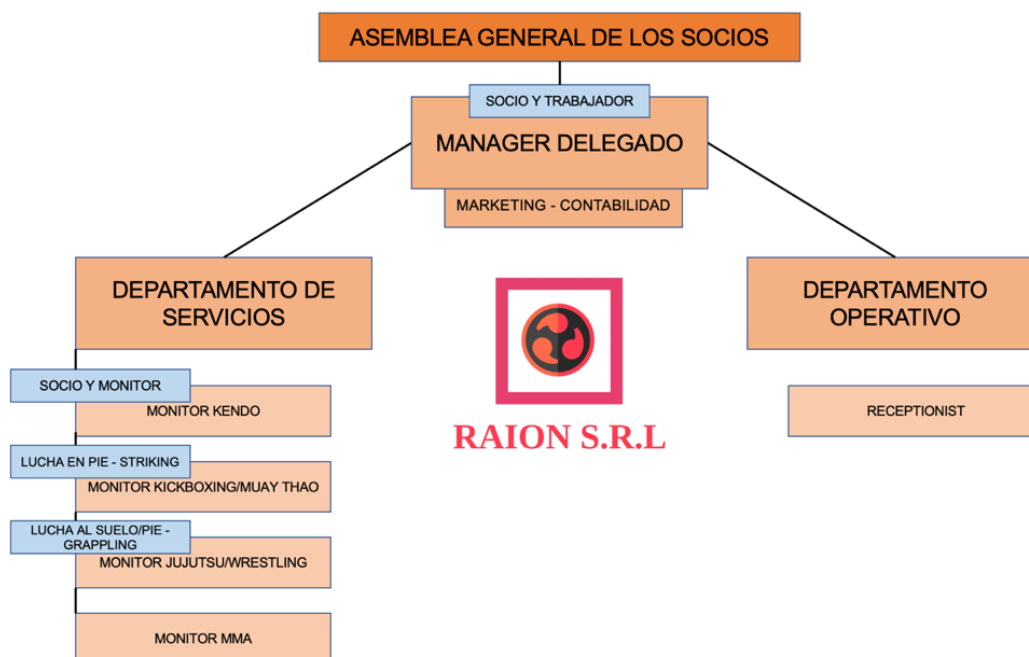 ASEMBLEA GENERAL DE LOS SOCIOS
SOCIO Y TRABAJADOR
MANAGER DELEGADO
MARKETING - CONTABILIDAD
DEPARTAMENTO DE
SERVICIOS
DEPARTAMENTO
OPERATIVO
SOCIO Y MONITOR
MONITOR KENDO
RECEPTIONIST
RAION S.R.L
LUCHA EN PIE - STRIKING
MONITOR KICKBOXING/MUAY THAO
LUCHA AL SUELO/PIE -
GRAPPLING
MONITOR JUJUTSU/WRESTLING
MONITOR MMA